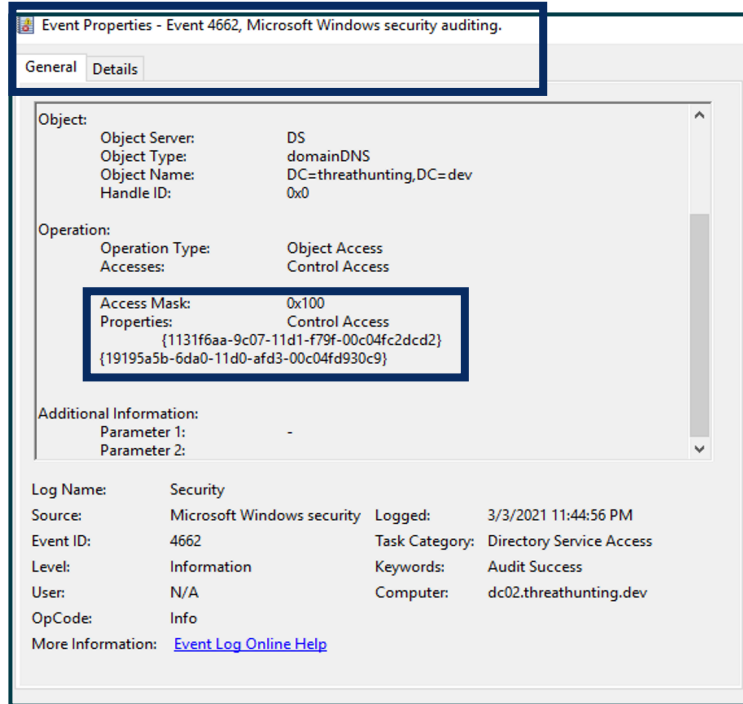 Event Properties - Event 4662, Microsoft Windows security auditing.
General Details
Object:
Object Server: DS
Object Type: domainDNS
Object Name: DC=threathunting,DC=dev
Handle ID: 0x0
Operation:
Operation Type: Object Access
Accesses: Control Access
Access Mask: 0x100
Properties: Control Access
{1131f6aa-9c07-11d1-f79f-00c04fc2dcd2}
{19195a5b-6da0-11d0-afd3-00c04fd930c9}
Additional Information:
Parameter 1: -
Parameter 2:
Log Name: Security
Source: Microsoft Windows security Logged: 3/3/2021 11:44:56 PM
Event ID: 4662 Task Category: Directory Service Access
Level: Information Keywords: Audit Success
User: N/A Computer: dc02.threathunting.dev
OpCode: Info
More Information: Event Log Online Help